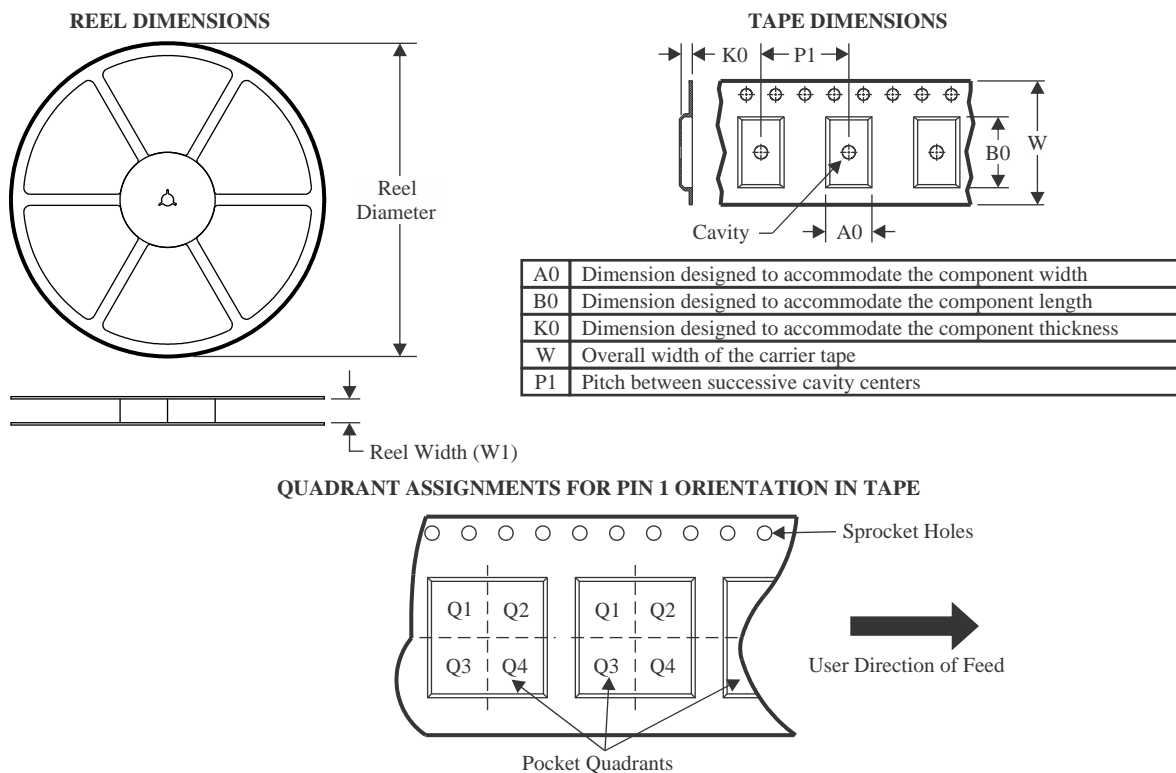 REEL DIMENSIONS
TAPE DIMENSIONS
K0
P1
B0
W
Reel
Diameter
Cavity
A0
A0 Dimension designed to accommodate the component width
B0 Dimension designed to accommodate the component length
K0 Dimension designed to accommodate the component thickness
W Overall width of the carrier tape
P1 Pitch between successive cavity centers
Reel Width (W1)
QUADRANT ASSIGNMENTS FOR PIN 1 ORIENTATION IN TAPE
Sprocket Holes
Q1 Q2 Q1 Q2
Q3 Q4 Q3 Q4
User Direction of Feed
Pocket Quadrants